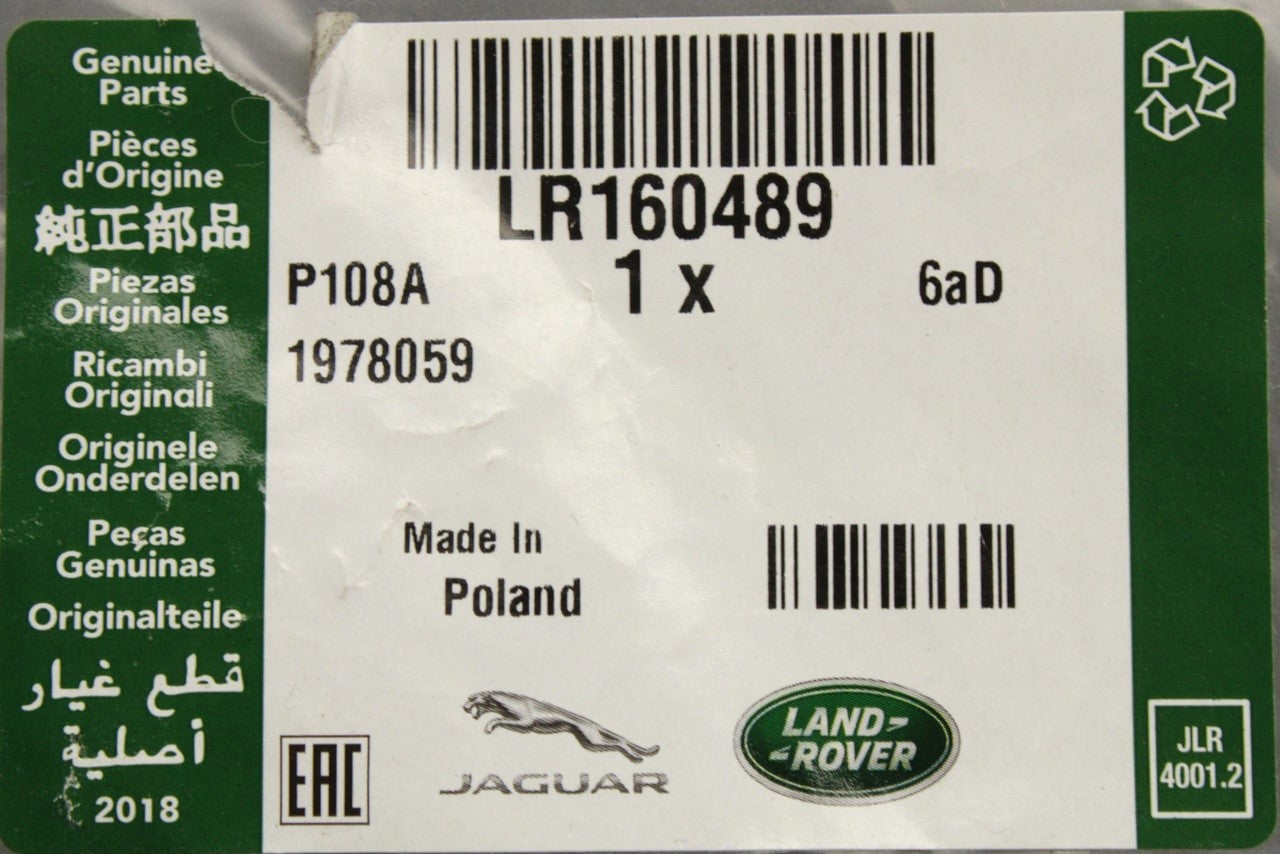 Genuine
Parts
Pièces
d'Origine
純正部品
Piezas
Originales
Ricambi
Originali
Originele
Onderdelen
Peças
Genuinas
Originalteile
قطع غيار
أصلية
2018
LR160489
P108A
1 x
6aD
1978059
Made In
Poland
EAC
JAGUAR
LAND-
-ROVER
JLR
4001.2